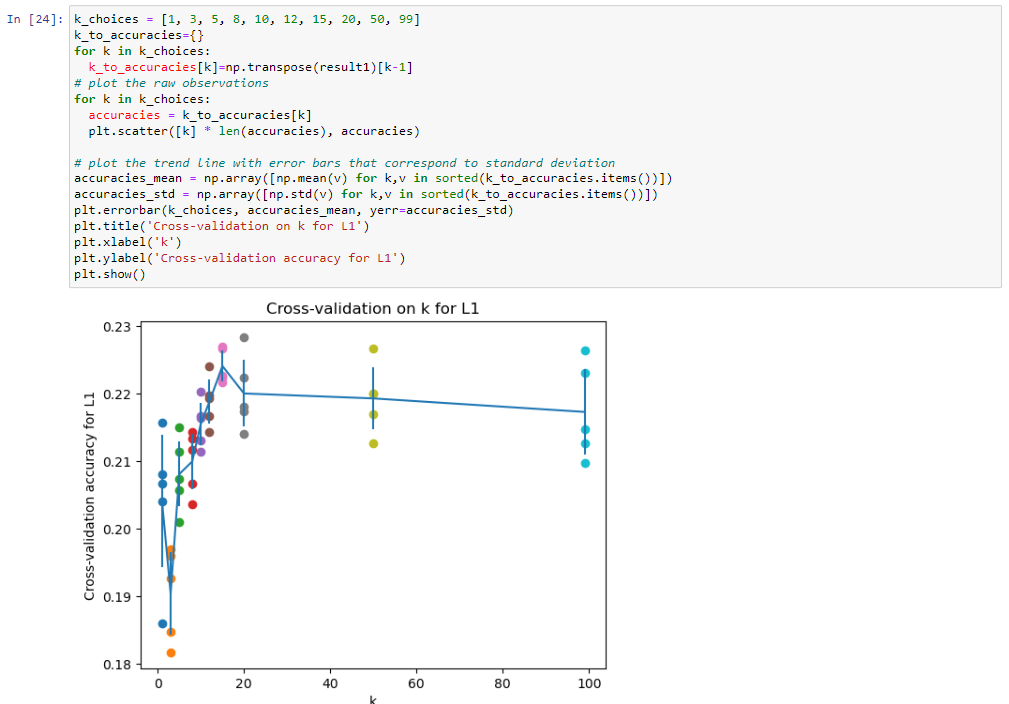 In [24]:
k_choices = [1, 3, 5, 8, 10, 12, 15, 20, 50, 99]
k_to_accuracies={}
for k in k_choices:
  k_to_accuracies[k]=np.transpose(result1)[k-1]
# plot the raw observations
for k in k_choices:
  accuracies = k_to_accuracies[k]
  plt.scatter([k] * len(accuracies), accuracies)

# plot the trend line with error bars that correspond to standard deviation
accuracies_mean = np.array([np.mean(v) for k,v in sorted(k_to_accuracies.items())])
accuracies_std = np.array([np.std(v) for k,v in sorted(k_to_accuracies.items())])
plt.errorbar(k_choices, accuracies_mean, yerr=accuracies_std)
plt.title('Cross-validation on k for L1')
plt.xlabel('k')
plt.ylabel('Cross-validation accuracy for L1')
plt.show()
Cross-validation on k for L1
Cross-validation accuracy for L1
0.23
0.22
0.21
0.20
0.19
0.18
0 20 40 60 80 100
k